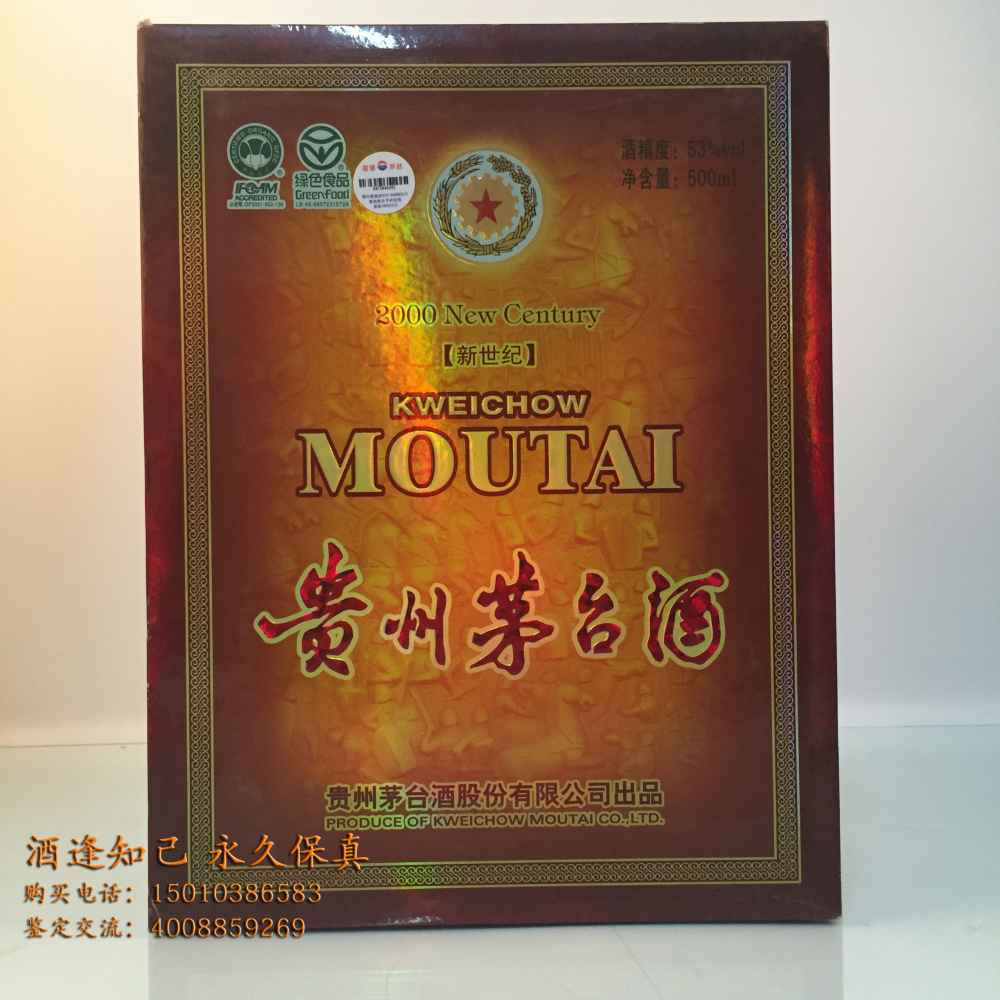 IFOAM
ACCREDITED
绿色食品
GreenFood
酒精度：53%vol
净含量：500ml
2000 New Century
【新世纪】
KWEICHOW
MOUTAI
贵州茅台酒
贵州茅台酒股份有限公司出品
PRODUCE OF KWEICHOW MOUTAI CO.,LTD.
酒逢知己 永久保真
购买电话：15010386583
鉴定交流：4008859269